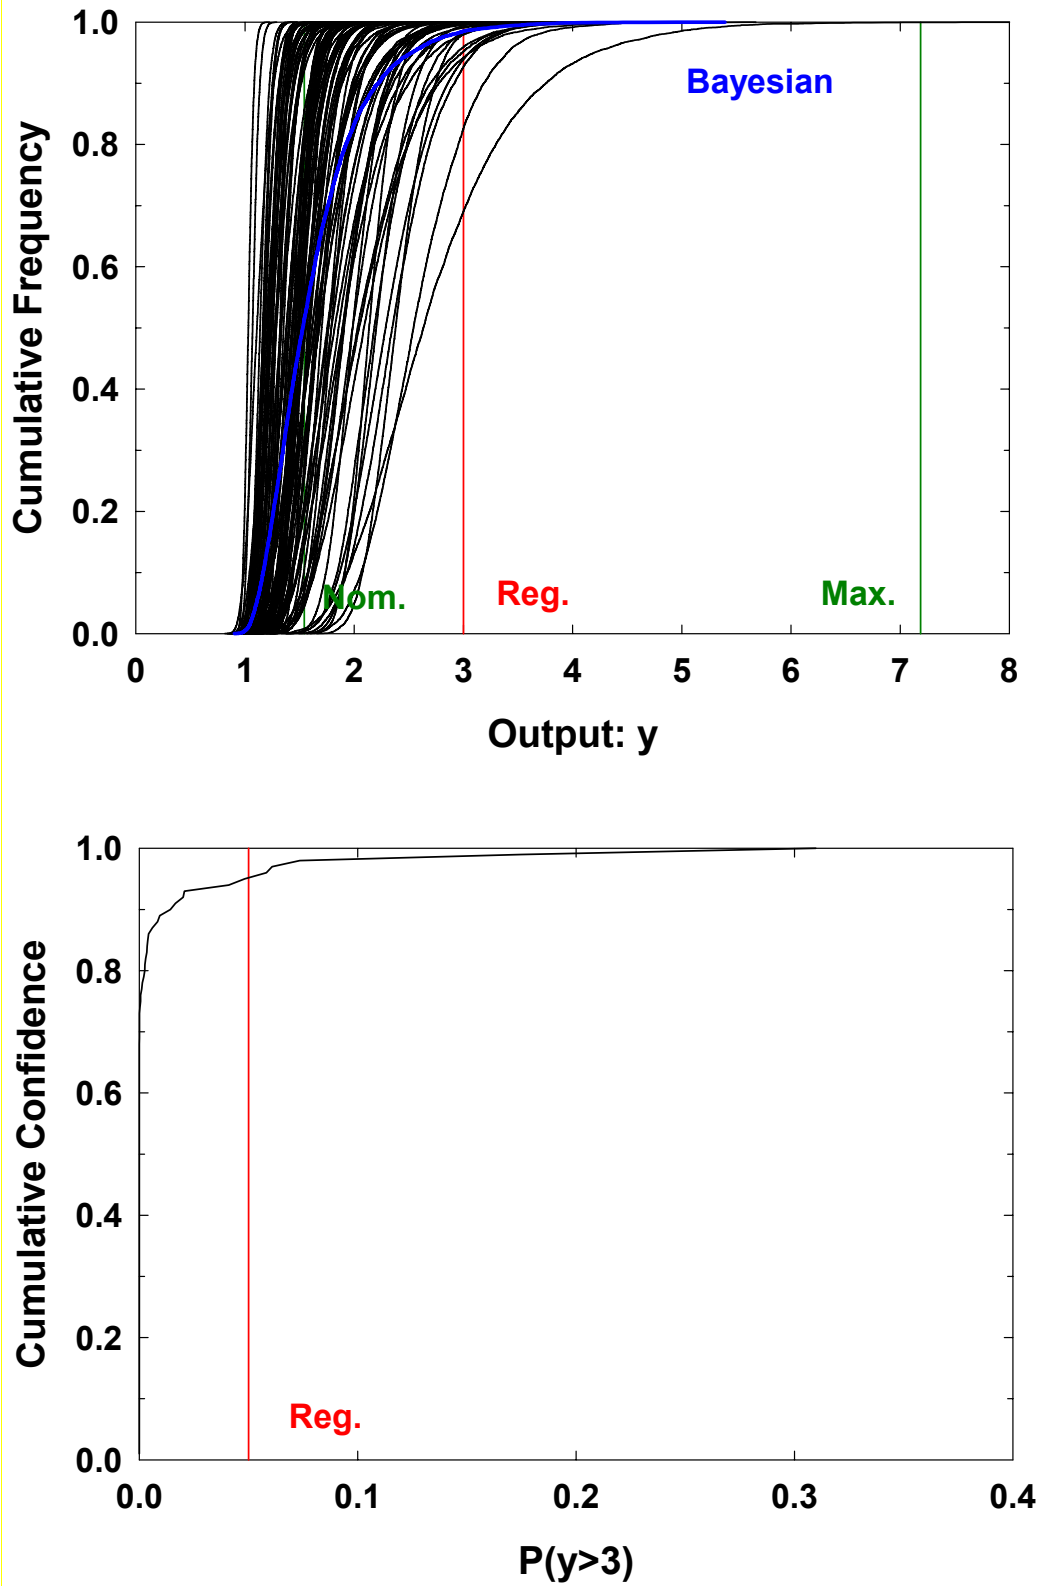 1.0
Bayesian
0.8
0.6
Cumulative Frequency
0.4
0.2
Nom. Reg. Max.
0.0
0 1 2 3 4 5 6 7 8
Output: y
1.0
0.8
0.6
Cumulative Confidence
0.4
0.2
Reg.
0.0
0.0 0.1 0.2 0.3 0.4
P(y>3)